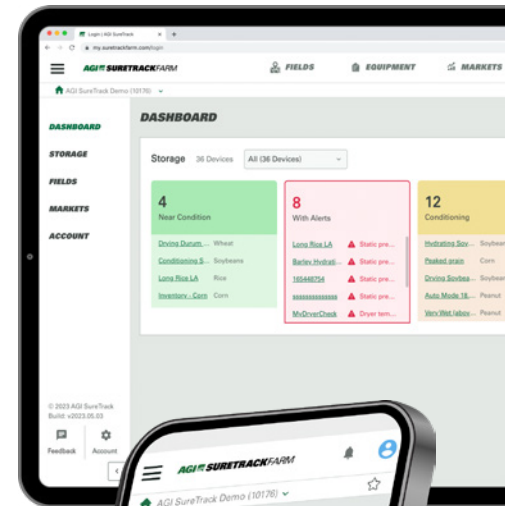 Login | AGI SureTrack
my.suretrackfarm.com/login
AGI SURETRACKFARM
FIELDS
EQUIPMENT
MARKETS
AGI SureTrack Demo (10176)
DASHBOARD
STORAGE
FIELDS
MARKETS
ACCOUNT
DASHBOARD
Storage 36 Devices All (36 Devices)
4
Near Condition
Drying Durum ... Wheat
Conditioning S... Soybeans
Long Rice LA Rice
Inventory - Corn Corn
8
With Alerts
Long Rice LA Static pre...
Barley Hydrati... Static pre...
165448754 Static pre...
Static pre...
MyDryerCheck Dryer tem...
12
Conditioning
Hydrating Soy... Soybean
Peaked grain Corn
Drying Soybea... Soybean
Auto Mode 18,... Peanut
Very Wet (abov... Peanut
© 2023 AGI SureTrack
Build: v2023.05.03
Feedback Account
AGI SURETRACKFARM
AGI SureTrack Demo (10176)